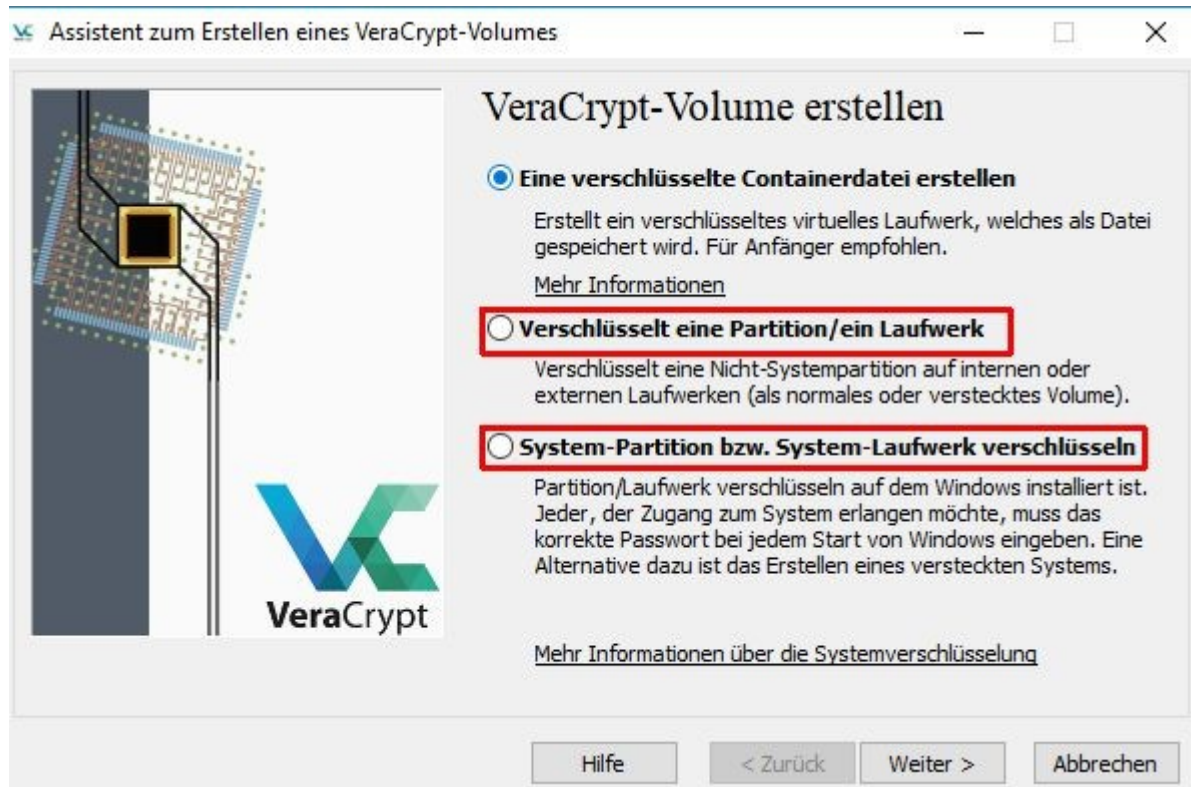 Assistent zum Erstellen eines VeraCrypt-Volumes
VeraCrypt-Volume erstellen
Eine verschlüsselte Containerdatei erstellen
Erstellt ein verschlüsseltes virtuelles Laufwerk, welches als Datei
gespeichert wird. Für Anfänger empfohlen.
Mehr Informationen
Verschlüsselt eine Partition/ein Laufwerk
Verschlüsselt eine Nicht-Systempartition auf internen oder
externen Laufwerken (als normales oder verstecktes Volume).
System-Partition bzw. System-Laufwerk verschlüsseln
Partition/Laufwerk verschlüsseln auf dem Windows installiert ist.
Jeder, der Zugang zum System erlangen möchte, muss das
korrekte Passwort bei jedem Start von Windows eingeben. Eine
Alternative dazu ist das Erstellen eines versteckten Systems.
VeraCrypt
Mehr Informationen über die Systemverschlüsselung
Hilfe
< Zurück
Weiter >
Abbrechen